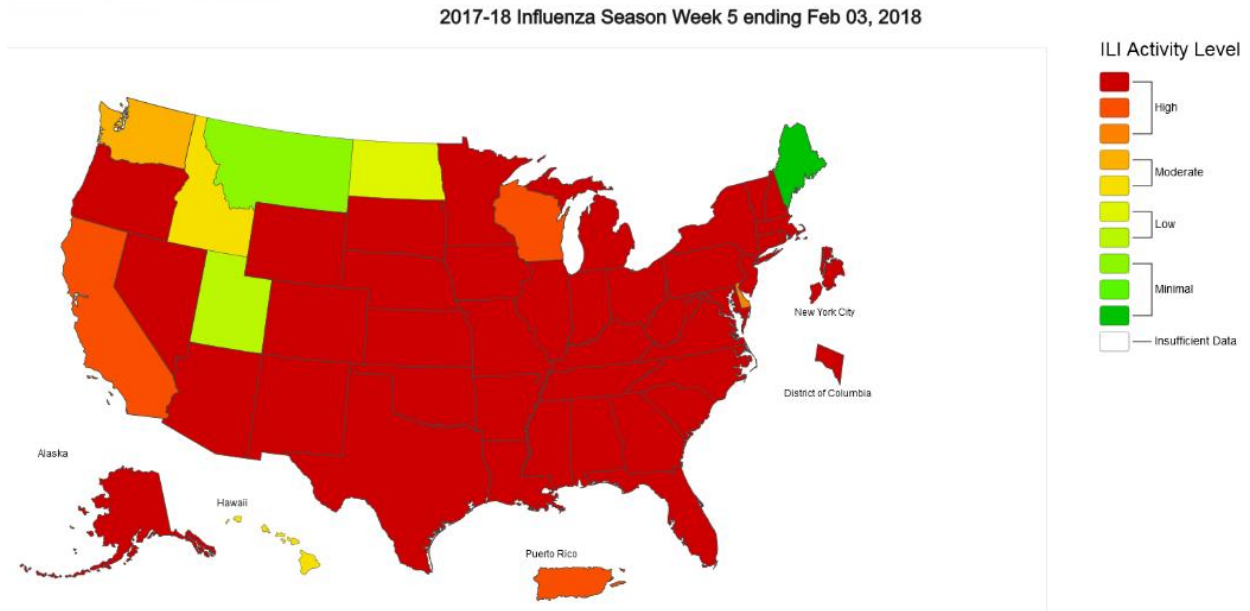 2017-18 Influenza Season Week 5 ending Feb 03, 2018
ILI Activity Level
High
Moderate
Low
Minimal
Insufficient Data
New York City
District of Columbia
Alaska
Hawaii
Puerto Rico